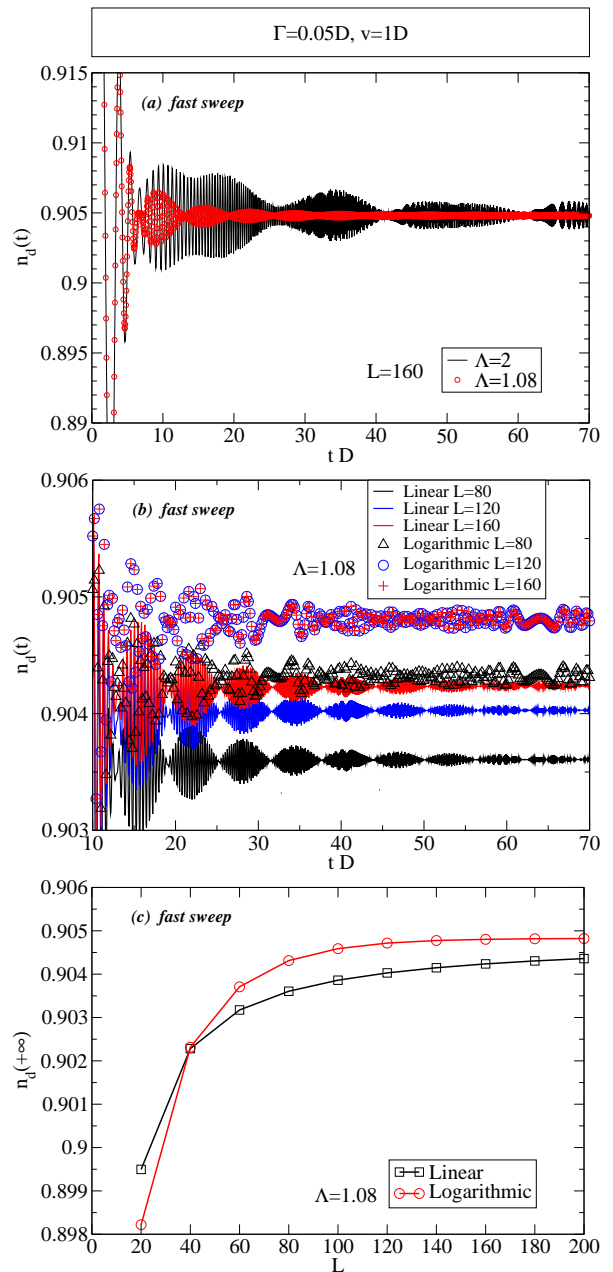 Γ=0.05D, v=1D
(a) fast sweep
0.915
0.91
0.905
0.9
0.895
0.89
n_d(t)
L=160
Λ=2
Λ=1.08
0 10 20 30 40 50 60 70
t D
(b) fast sweep
0.906
0.905
0.904
0.903
n_d(t)
Λ=1.08
Linear L=80
Linear L=120
Linear L=160
Logarithmic L=80
Logarithmic L=120
Logarithmic L=160
10 20 30 40 50 60 70
t D
(c) fast sweep
0.906
0.905
0.904
0.903
0.902
0.901
0.9
0.899
0.898
n_d(+∞)
Λ=1.08
Linear
Logarithmic
0 20 40 60 80 100 120 140 160 180 200
L